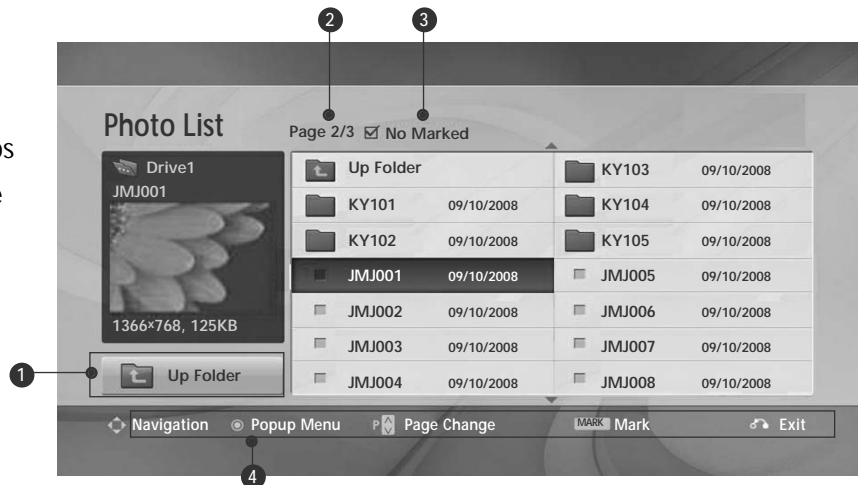 2 3
Photo List
Page 2/3 No Marked
Drive1
JMJ001
1366×768, 125KB
1
Up Folder
Up Folder
KY101 09/10/2008
KY102 09/10/2008
JMJ001 09/10/2008
JMJ002 09/10/2008
JMJ003 09/10/2008
JMJ004 09/10/2008
KY103 09/10/2008
KY104 09/10/2008
KY105 09/10/2008
JMJ005 09/10/2008
JMJ006 09/10/2008
JMJ007 09/10/2008
JMJ008 09/10/2008
Navigation Popup Menu P Page Change MARK Mark Exit
4